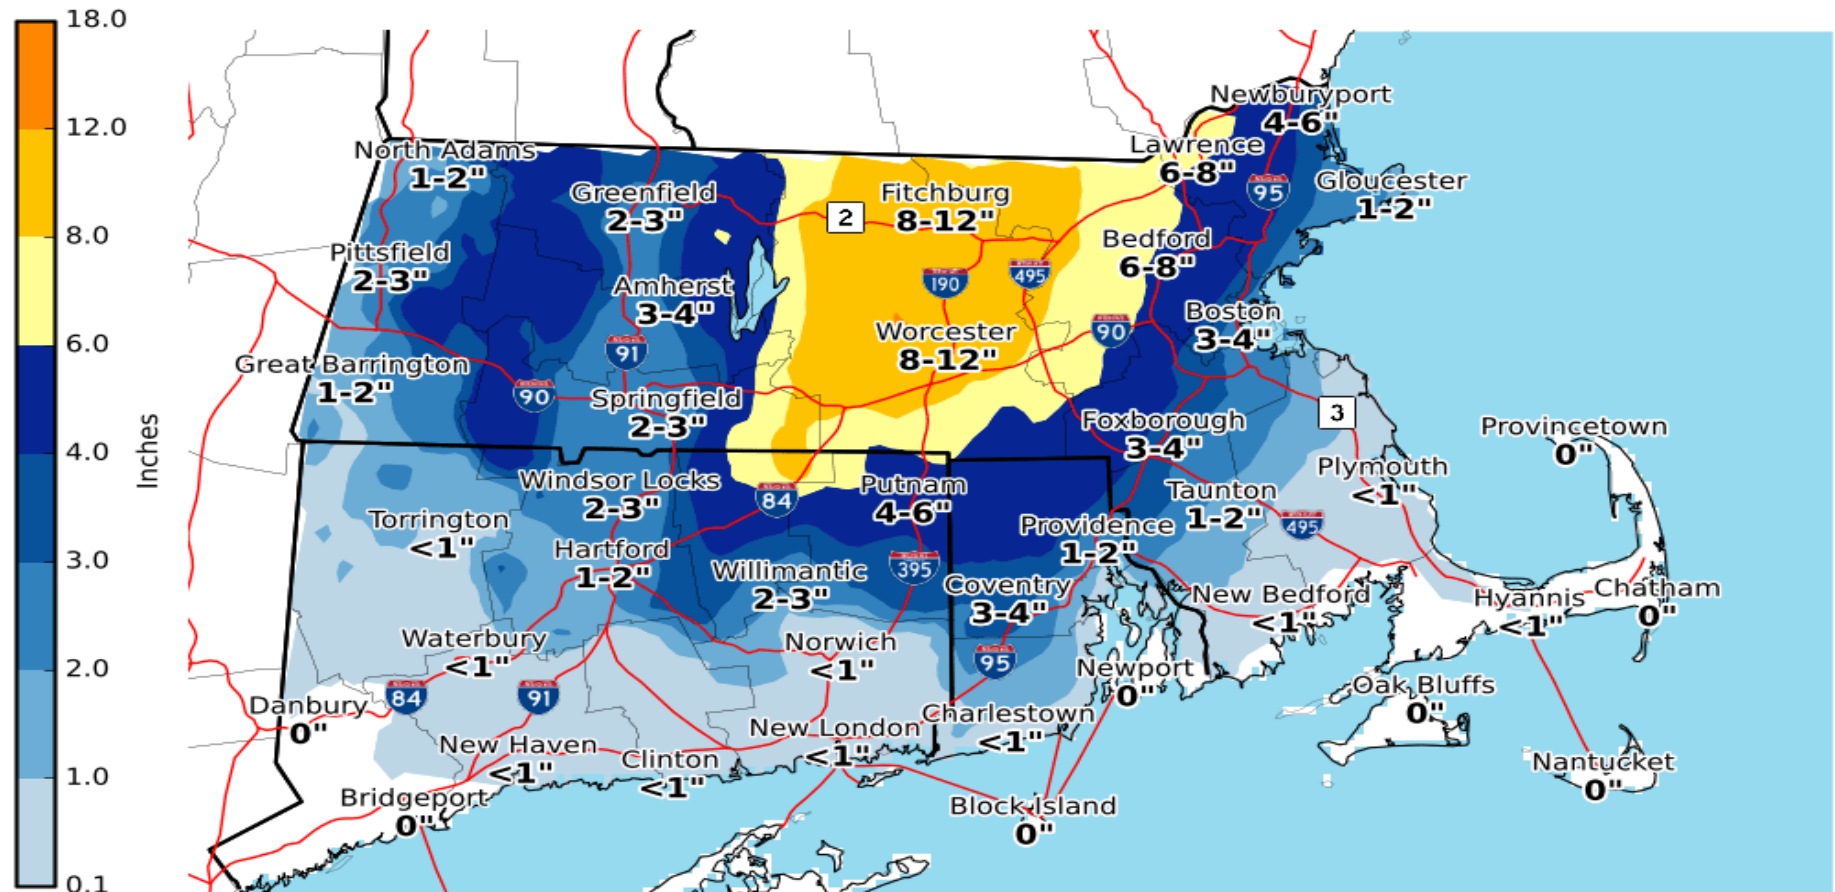 18.0
12.0
8.0
6.0
4.0
3.0
2.0
1.0
0.1
Inches
Newburyport
4-6"
North Adams
1-2"
Lawrence
6-8"
Greenfield
2-3"
Fitchburg
8-12"
95
Gloucester
1-2"
2
Pittsfield
2-3"
Bedford
6-8"
Amherst
3-4"
190
495
Boston
3-4"
Worcester
8-12"
90
91
Great Barrington
1-2"
90
Springfield
2-3"
Foxborough
3-4"
3
Provincetown
0"
Windsor Locks
2-3"
84
Putnam
4-6"
Plymouth
<1"
Taunton
1-2"
495
Torrington
<1"
Providence
1-2"
Hartford
1-2"
Willimantic
2-3"
395
Coventry
3-4"
New Bedford
<1"
Hyannis
<1"
Chatham
0"
Waterbury
<1"
Norwich
<1"
95
Newport
0"
84
91
Oak Bluffs
0"
Danbury
0"
New London
<1"
Charlestown
<1"
New Haven
<1"
Clinton
<1"
Nantucket
0"
Bridgeport
0"
Block Island
0"